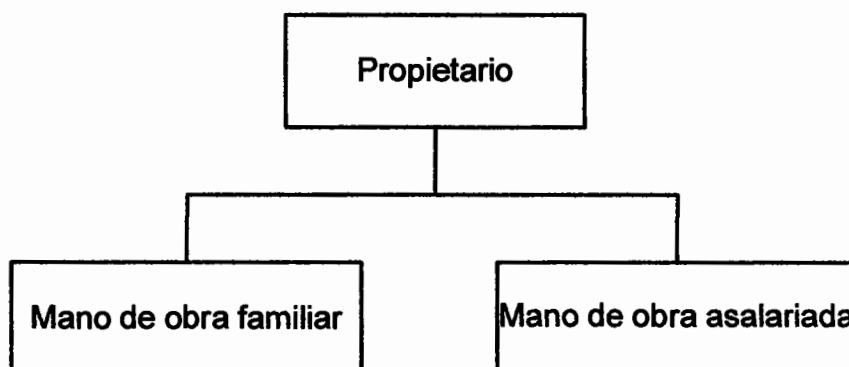 Propietario
Mano de obra familiar
Mano de obra asalariada